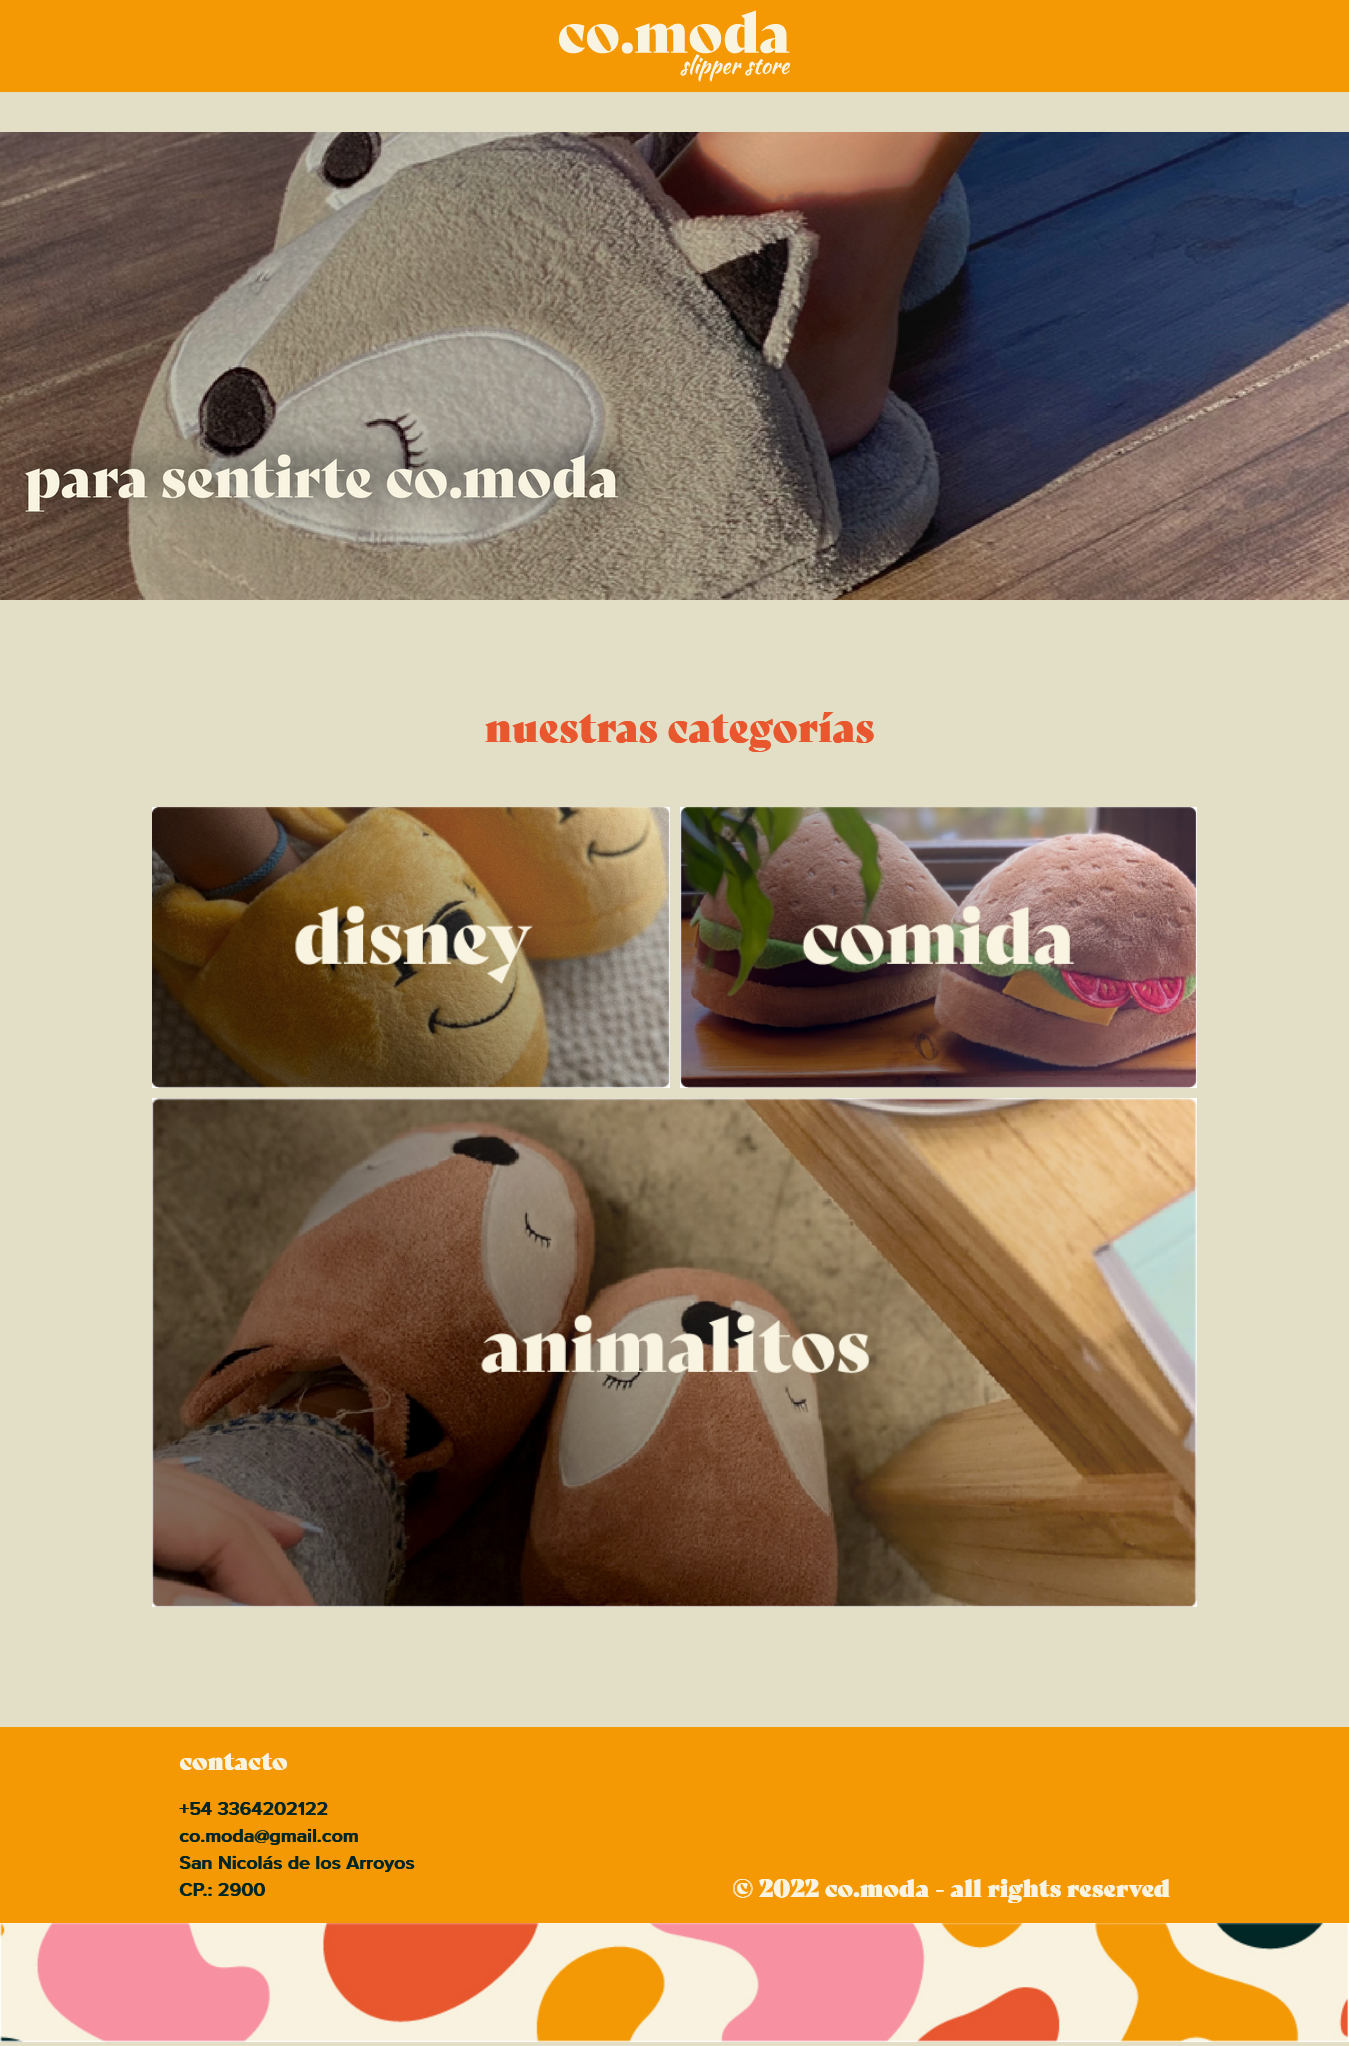 co.moda
slipper store
para sentirte co.moda
nuestras categorías
disney
comida
animalitos
contacto
+54 3364202122
co.moda@gmail.com
San Nicolás de los Arroyos
CP.: 2900
© 2022 co.moda - all rights reserved